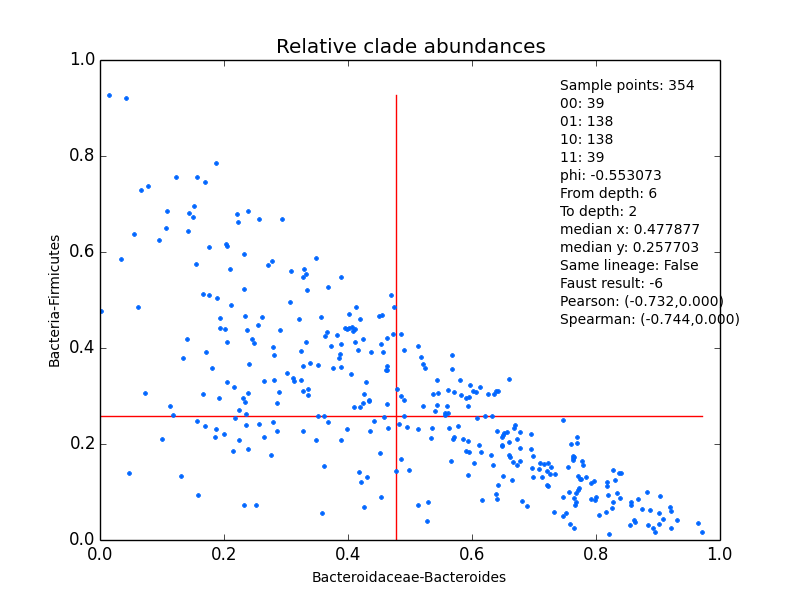 Relative clade abundances
1.0
0.8
0.6
0.4
0.2
0.0
Bacteria-Firmicutes
Sample points: 354
00: 39
01: 138
10: 138
11: 39
phi: -0.553073
From depth: 6
To depth: 2
median x: 0.477877
median y: 0.257703
Same lineage: False
Faust result: -6
Pearson: (-0.732,0.000)
Spearman: (-0.744,0.000)
0.0 0.2 0.4 0.6 0.8 1.0
Bacteroidaceae-Bacteroides